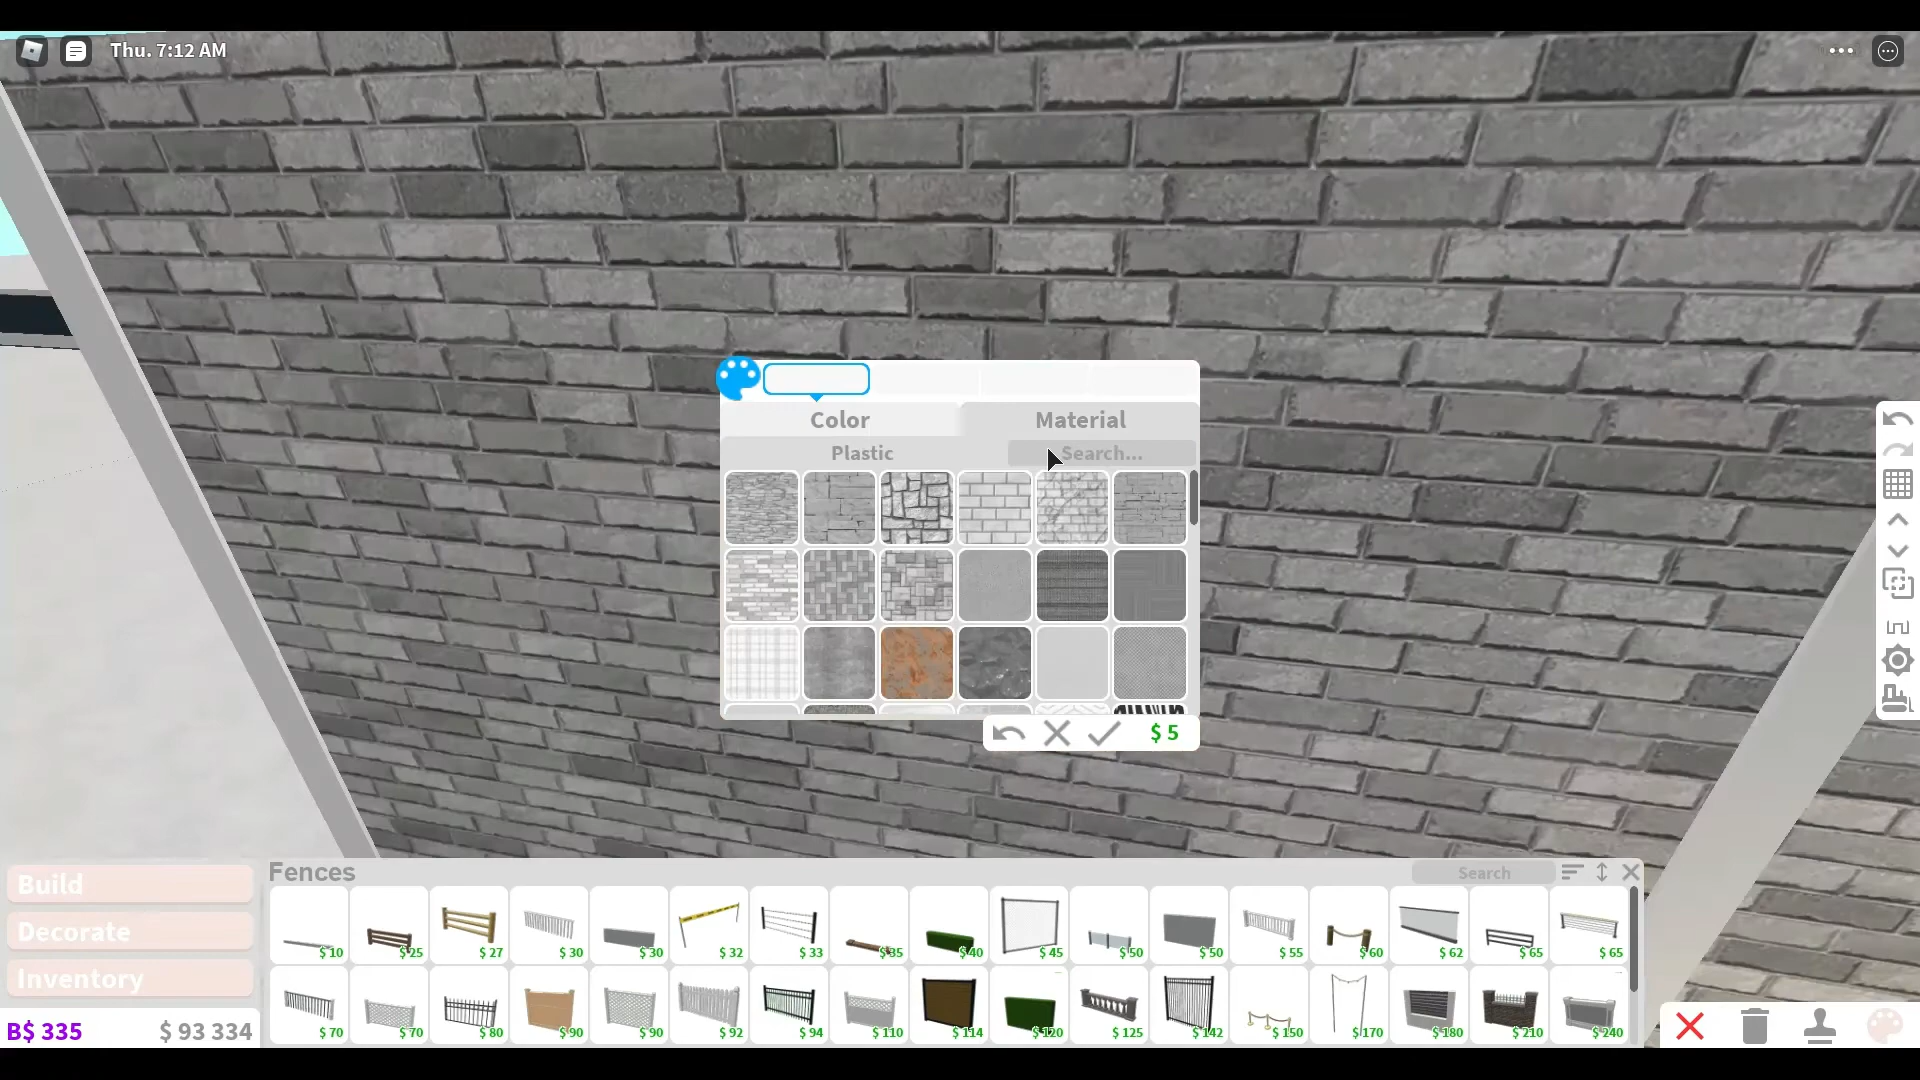 Thu. 7:12 AM
Color
Material
Plastic
Search...
$ 5
Build
Decorate
Inventory
B$ 335
$ 93 334
Fences
Search
$ 10
$ 25
$ 27
$ 30
$ 30
$ 32
$ 33
$ 35
$ 40
$ 45
$ 50
$ 50
$ 55
$ 60
$ 62
$ 65
$ 65
$ 70
$ 70
$ 80
$ 90
$ 90
$ 92
$ 94
$ 110
$ 114
$ 120
$ 125
$ 142
$ 150
$ 170
$ 180
$ 210
$ 240